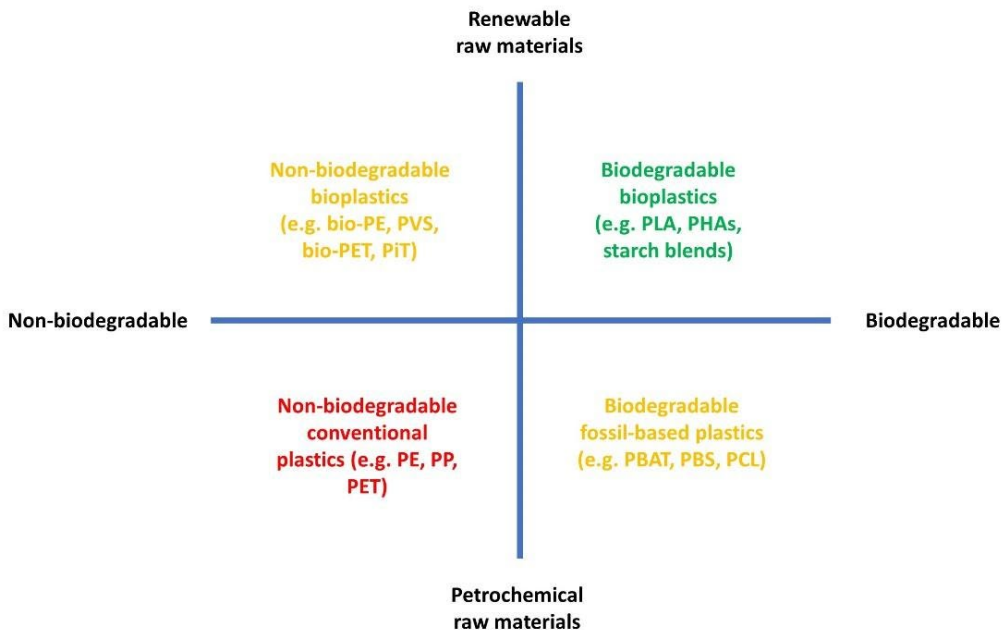 Renewable
raw materials
Non-biodegradable
bioplastics
(e.g. bio-PE, PVS,
bio-PET, PiT)
Biodegradable
bioplastics
(e.g. PLA, PHAs,
starch blends)
Non-biodegradable
Biodegradable
Non-biodegradable
conventional
plastics (e.g. PE, PP,
PET)
Biodegradable
fossil-based plastics
(e.g. PBAT, PBS, PCL)
Petrochemical
raw materials